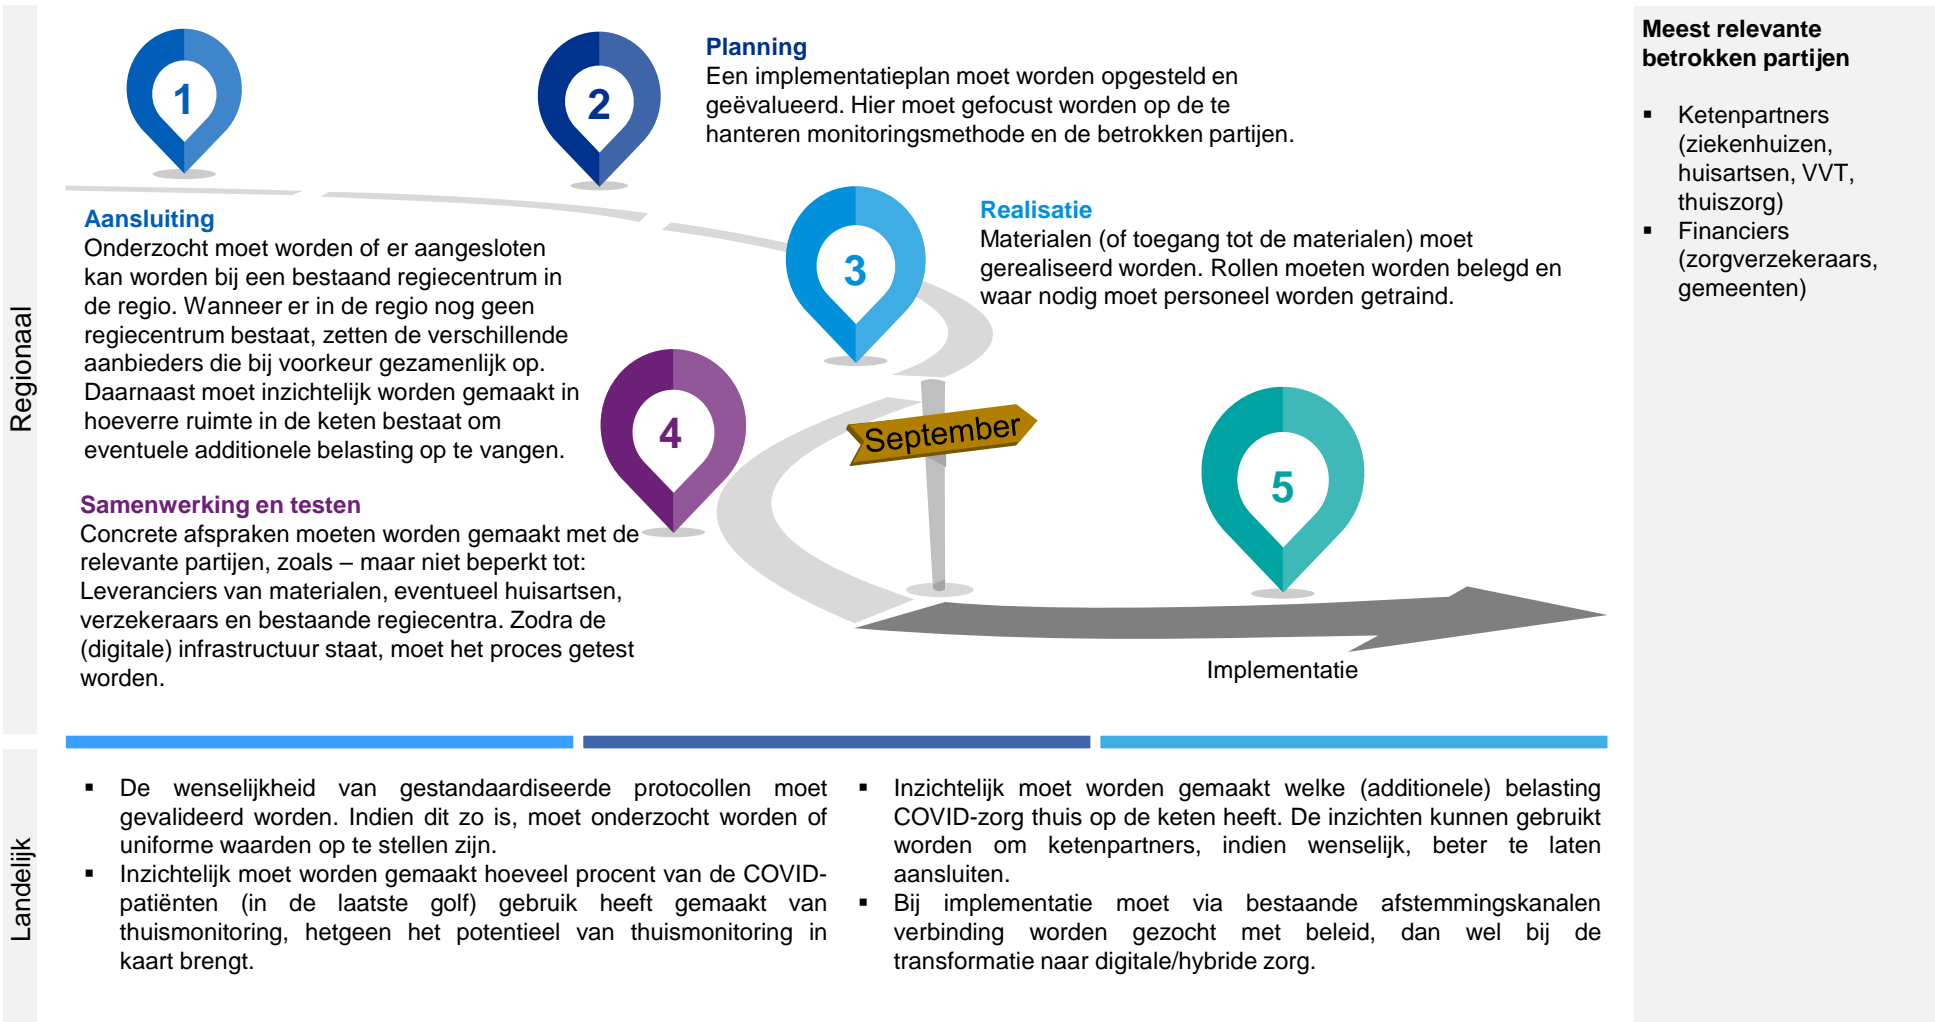 Regionaal
1
2
Planning
Een implementatieplan moet worden opgesteld en
geëvalueerd. Hier moet gefocust worden op de te
hanteren monitoringsmethode en de betrokken partijen.
Aansluiting
Onderzocht moet worden of er aangesloten
kan worden bij een bestaand regiecentrum in
de regio. Wanneer er in de regio nog geen
regiecentrum bestaat, zetten de verschillende
aanbieders die bij voorkeur gezamenlijk op.
Daarnaast moet inzichtelijk worden gemaakt in
hoeverre ruimte in de keten bestaat om
eventuele additionele belasting op te vangen.
3
Realisatie
Materialen (of toegang tot de materialen) moet
gerealiseerd worden. Rollen moeten worden belegd en
waar nodig moet personeel worden getraind.
4
September
Samenwerking en testen
Concrete afspraken moeten worden gemaakt met de
relevante partijen, zoals – maar niet beperkt tot:
Leveranciers van materialen, eventueel huisartsen,
verzekeraars en bestaande regiecentra. Zodra de
(digitale) infrastructuur staat, moet het proces getest
worden.
5
Implementatie
Landelijk
▪ De wenselijkheid van gestandaardiseerde protocollen moet
gevalideerd worden. Indien dit zo is, moet onderzocht worden of
uniforme waarden op te stellen zijn.
▪ Inzichtelijk moet worden gemaakt hoeveel procent van de COVID-
patiënten (in de laatste golf) gebruik heeft gemaakt van
thuismonitoring, hetgeen het potentieel van thuismonitoring in
kaart brengt.
▪ Inzichtelijk moet worden gemaakt welke (additionele) belasting
COVID-zorg thuis op de keten heeft. De inzichten kunnen gebruikt
worden om ketenpartners, indien wenselijk, beter te laten
aansluiten.
▪ Bij implementatie moet via bestaande afstemmingskanalen
verbinding worden gezocht met beleid, dan wel bij de
transformatie naar digitale/hybride zorg.
Meest relevante
betrokken partijen
▪ Ketenpartners
(ziekenhuizen,
huisartsen, VVT,
thuiszorg)
▪ Financiers
(zorgverzekeraars,
gemeenten)